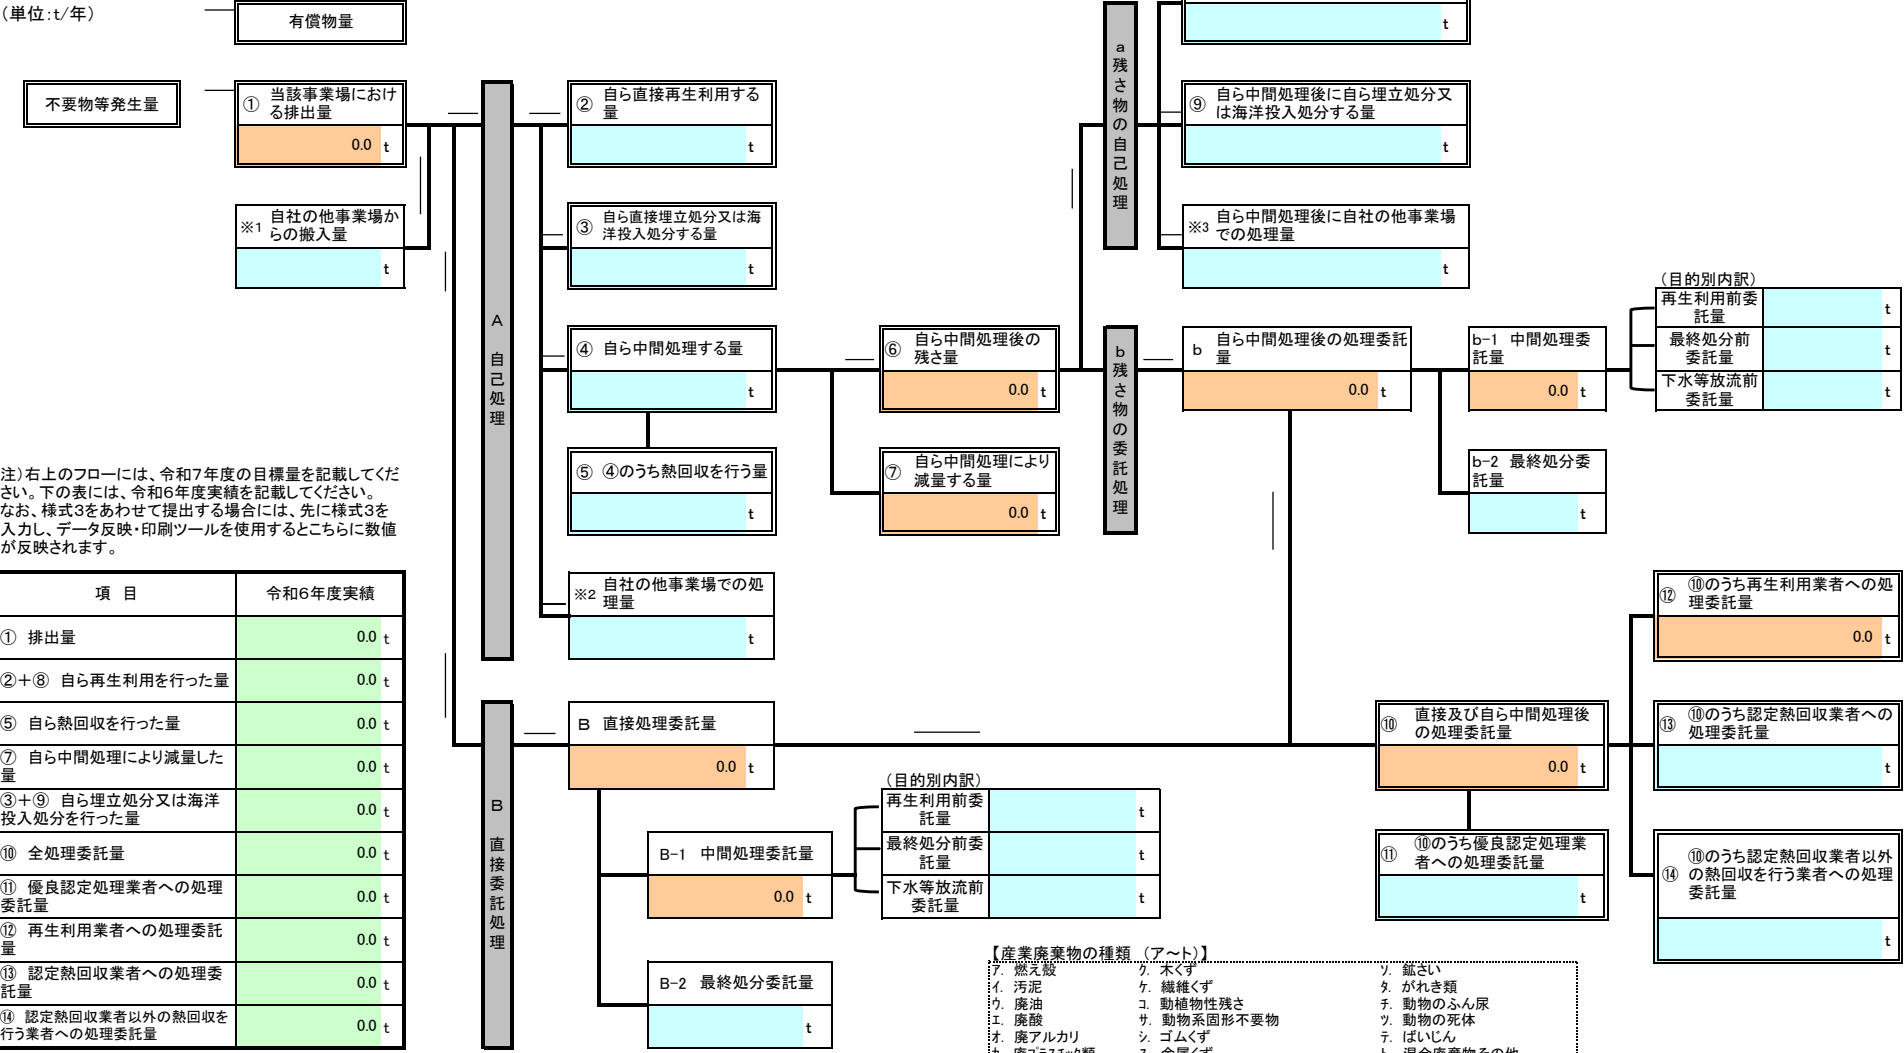 (単位:t/年)
有償物量
t
不要物等発生量
① 当該事業場におけ
る排出量
0.0 t
※1 自社の他事業場か
らの搬入量
t
A 自己処理
② 自ら直接再生利用する
量
t
③ 自ら直接埋立処分又は海
洋投入処分する量
t
④ 自ら中間処理する量
t
⑤ ④のうち熱回収を行う量
t
※2 自社の他事業場での処
理量
t
⑥ 自ら中間処理後の
残さ量
0.0 t
⑦ 自ら中間処理により
減量する量
0.0 t
a残さ物の自己処理
⑨ 自ら中間処理後に自ら埋立処分又
は海洋投入処分する量
t
※3 自ら中間処理後に自社の他事業場
での処理量
t
b残さ物の委託処理
b 自ら中間処理後の処理委託
量
0.0 t
b-1 中間処理委
託量
0.0 t
b-2 最終処分委
託量
t
(目的別内訳)
再生利用前委
託量
t
最終処分前
委託量
t
下水等放流前
委託量
t
注)右上のフローには、令和7年度の目標量を記載してくだ
さい。下の表には、令和6年度実績を記載してください。
なお、様式3をあわせて提出する場合には、先に様式3を
入力し、データ反映・印刷ツールを使用するとこちらに数値
が反映されます。
項 目 令和6年度実績
① 排出量 0.0 t
②+⑧ 自ら再生利用を行った量 0.0 t
⑤ 自ら熱回収を行った量 0.0 t
⑦ 自ら中間処理により減量した
量 0.0 t
③+⑨ 自ら埋立処分又は海洋
投入処分を行った量 0.0 t
⑩ 全処理委託量 0.0 t
⑪ 優良認定処理業者への処理
委託量 0.0 t
⑫ 再生利用業者への処理委託
量 0.0 t
⑬ 認定熱回収業者への処理委
託量 0.0 t
⑭ 認定熱回収業者以外の熱回収を
行う業者への処理委託量 0.0 t
B 直接委託処理
B 直接処理委託量
0.0 t
B-1 中間処理委託量
0.0 t
B-2 最終処分委託量
t
(目的別内訳)
再生利用前委
託量
t
最終処分前委
託量
t
下水等放流前
委託量
t
⑩ 直接及び自ら中間処理後
の処理委託量
0.0 t
⑪ ⑩のうち優良認定処理業
者への処理委託量
t
⑫ ⑩のうち再生利用業者への処
理委託量
0.0 t
⑬ ⑩のうち認定熱回収業者への
処理委託量
t
⑭ ⑩のうち認定熱回収業者以外
の熱回収を行う業者への処理
委託量
t
【産業廃棄物の種類 (ア~ト)】
ア. 燃え殻 ク. 木くず ソ. 鉱さい
イ. 汚泥 ケ. 繊維くず タ. がれき類
ウ. 廃油 コ. 動植物性残さ チ. 動物のふん尿
エ. 廃酸 サ. 動物系固形不要物 ツ. 動物の死体
オ. 廃アルカリ シ. ゴムくず テ. ばいじん
カ. 廃プラスチック類 ス. 金属くず ト. 混合廃棄物その他